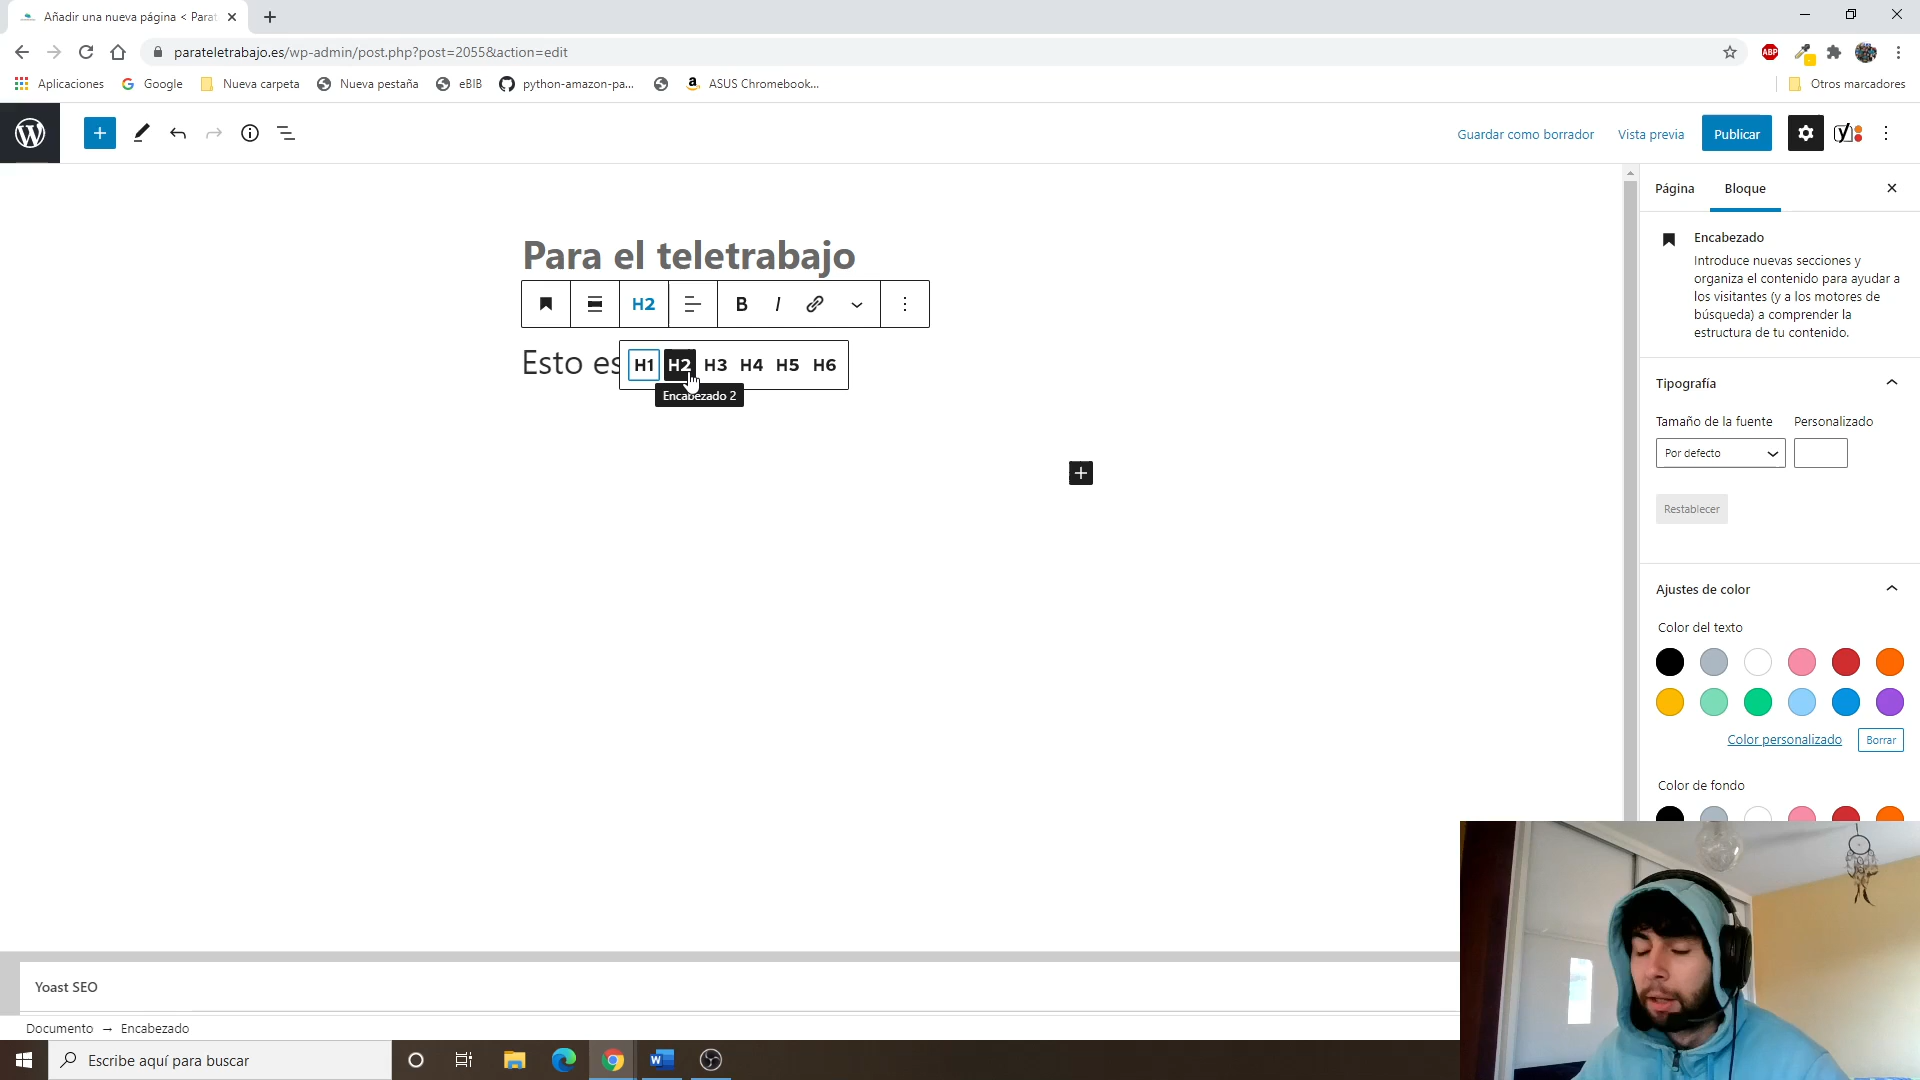 Añadir una nueva página < Parat
parateletrabajo.es/wp-admin/post.php?post=2055&action=edit
ABP
Aplicaciones
Google
Nueva carpeta
Nueva pestaña
eBIB
python-amazon-pa...
ASUS Chromebook...
Otros marcadores
Guardar como borrador
Vista previa
Publicar
Página
Bloque
Para el teletrabajo
H2
B
I
Esto es
H1 H2 H3 H4 H5 H6
Encabezado 2
Encabezado
Introduce nuevas secciones y
organiza el contenido para ayudar a
los visitantes (y a los motores de
búsqueda) a comprender la
estructura de tu contenido.
Tipografía
Tamaño de la fuente
Personalizado
Por defecto
Restablecer
Ajustes de color
Color del texto
Color personalizado
Borrar
Color de fondo
Yoast SEO
Documento → Encabezado
Escribe aquí para buscar